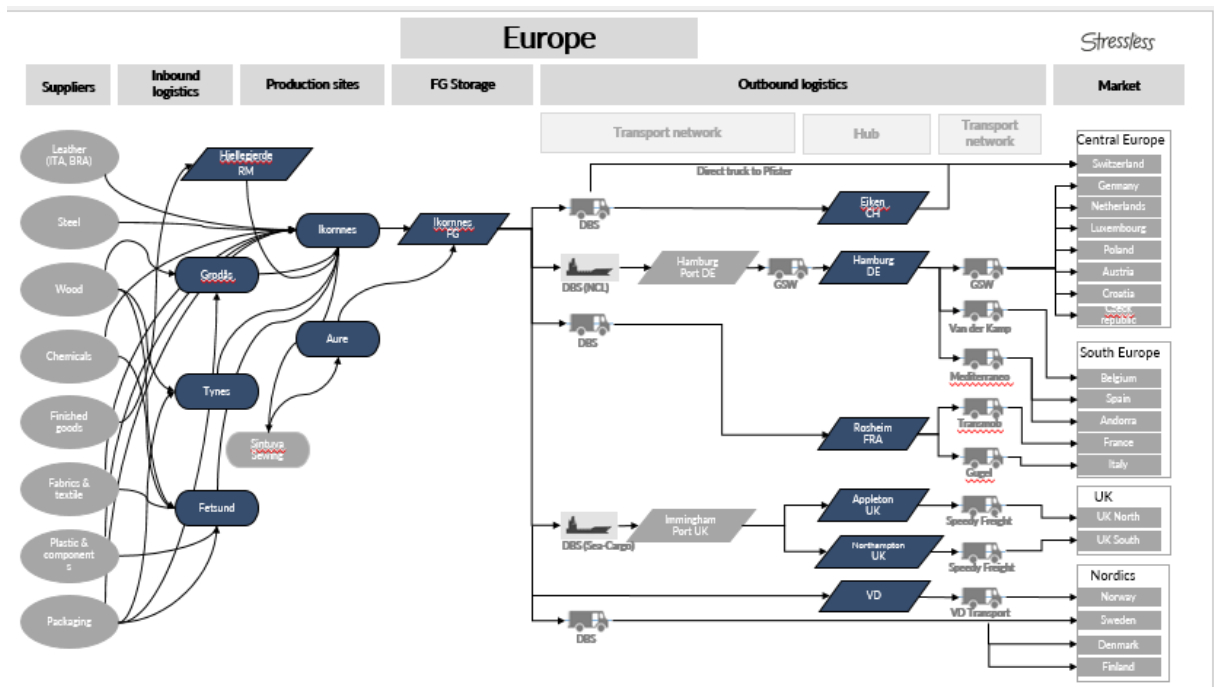 Europe
Stressless
Suppliers
Inbound
logistics
Production sites
FG Storage
Outbound logistics
Market
Transport network
Hub
Transport
network
Leather
(ITA, BRA)
Steel
Wood
Chemicals
Finished
goods
Fabrics &
textile
Plastic &
component
s
Packaging
Hjellegjerde
RM
Grodås
Tynes
Fetsund
Ikornnes
Aure
Sintuva
Sewing
Ikornnes
FG
Direct truck to Pfister
DBS
DBS (NCL)
Hamburg
Port DE
GSW
DBS
DBS (Sea-Cargo)
Immingham
Port UK
DBS
Eiken
CH
Hamburg
DE
Rosheim
FRA
Appleton
UK
Northampton
UK
VD
GSW
Van der Kamp
Mediterraneo
Transnob
Gugel
Speedy Freight
Speedy Freight
VD Transport
Central Europe
Switzerland
Germany
Netherlands
Luxembourg
Poland
Austria
Croatia
Czech
republic
South Europe
Belgium
Spain
Andorra
France
Italy
UK
UK North
UK South
Nordics
Norway
Sweden
Denmark
Finland